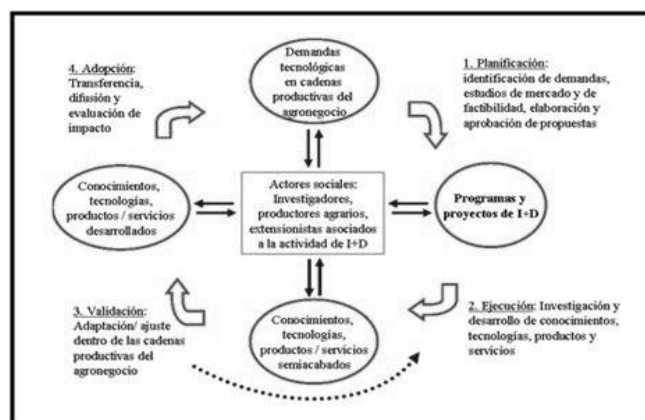 Demandas
tecnológicas
en cadenas
productivas del
agronegocio
4. Adopción:
Transferencia,
difusión y
evaluación de
impacto
1. Planificación:
identificación de demandas,
estudios de mercado y de
factibilidad, elaboración y
aprobación de propuestas
Conocimientos,
tecnologías,
productos / servicios
desarrollados
Actores sociales:
Investigadores,
productores agrarios,
extensionistas asociados
a la actividad de I+D
Programas y
proyectos de I+D
3. Validación:
Adaptación/ ajuste
dentro de las cadenas
productivas del
agronegocio
Conocimientos,
tecnologías,
productos / servicios
semiacabados
2. Ejecución: Investigación y
desarrollo de conocimientos,
tecnologías, productos y
servicios